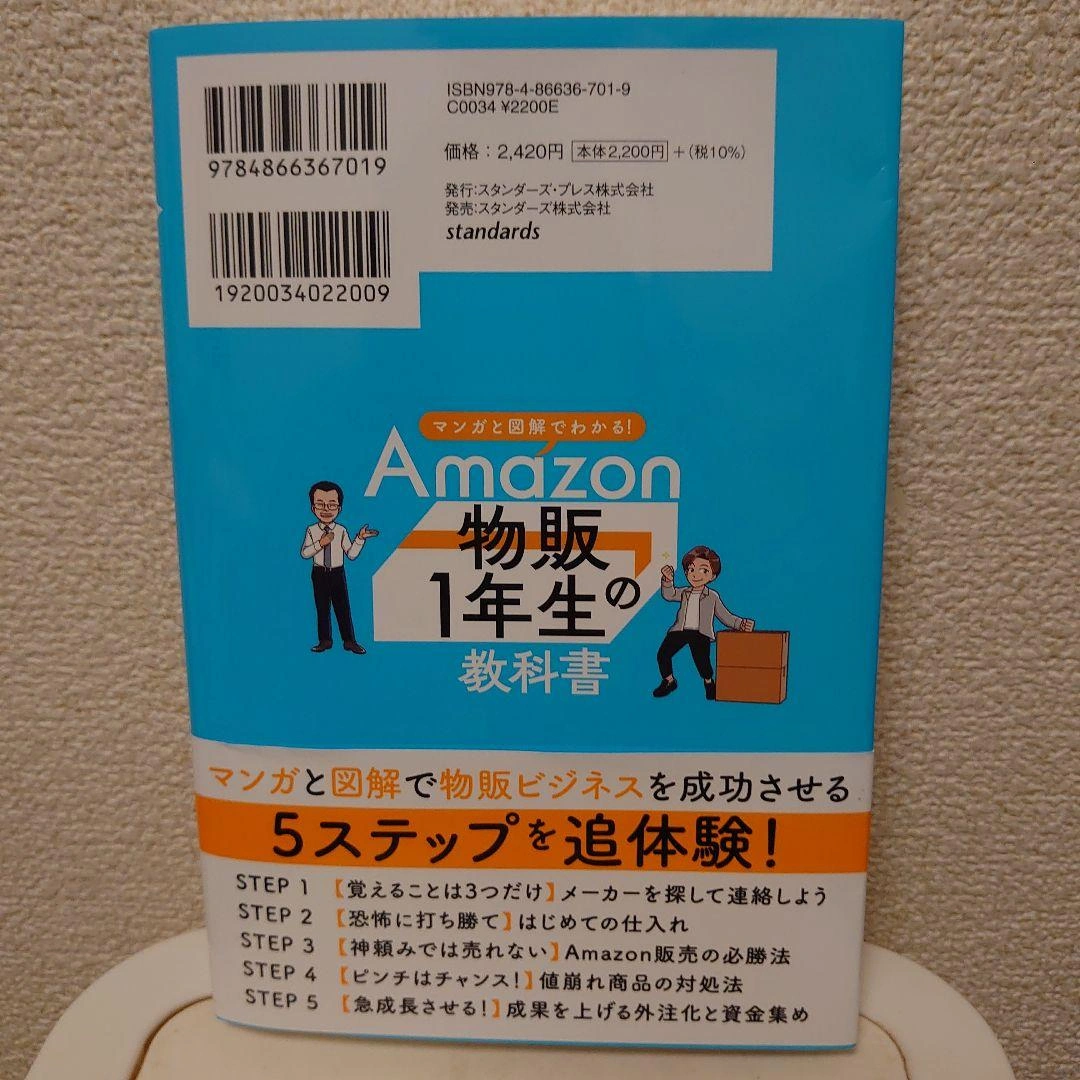 ISBN978-4-86636-701-9
C0034 ¥2200E
9784866367019
価格：2,420円 本体2,200円 +(税10%)
発行：スタンダーズ・プレス株式会社
発売：スタンダーズ株式会社
standards
1920034022009
マンガと図解でわかる！
Amazon
物販
1年生の
教科書
マンガと図解で物販ビジネスを成功させる
5ステップを追体験！
STEP 1 【覚えることは3つだけ】メーカーを探して連絡しよう
STEP 2 【恐怖に打ち勝て】はじめての仕入れ
STEP 3 【神頼みでは売れない】Amazon販売の必勝法
STEP 4 【ピンチはチャンス！】値崩れ商品の対処法
STEP 5 【急成長させる！】成果を上げる外注化と資金集め